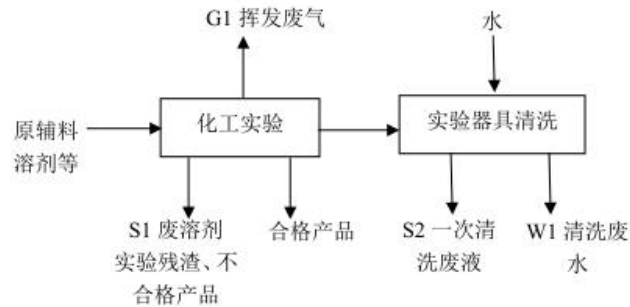 G1 挥发废气
水
原辅料
溶剂等
化工实验
实验器具清洗
S1 废溶剂
实验残渣、不
合格产品
合格产品
S2 一次清
洗废液
W1 清洗废
水